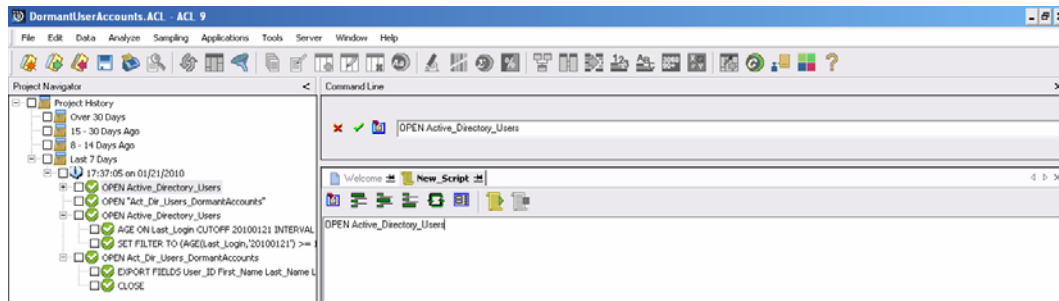 DormantUserAccounts.ACL - ACL 9
File Edit Data Analyze Sampling Applications Tools Server Window Help
Project Navigator <
Command Line x
Project History
Over 30 Days
15 - 30 Days Ago
8 - 14 Days Ago
Last 7 Days
17:37:05 on 01/21/2010
OPEN Active_Directory_Users
OPEN "Act_Dir_Users_DormantAccounts"
OPEN Active_Directory_Users
AGE ON Last_Login CUTOFF 20100121 INTERVAL
SET FILTER TO (AGE(Last_Login,'20100121') >= 1
OPEN Act_Dir_Users_DormantAccounts
EXPORT FIELDS User_ID First_Name Last_Name L
CLOSE
OPEN Active_Directory_Users
Welcome New_Script
OPEN Active_Directory_Users